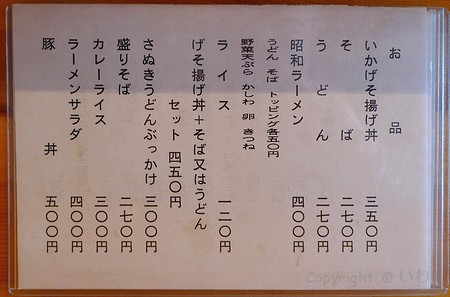 お品
いかげそ揚げ丼 三五〇円
そば 二七〇円
うどん 二七〇円
昭和ラーメン 四〇〇円
うどん そば トッピング各五〇円
野菜天ぷら かしわ 卵 きつね
ライス 一二〇円
げそ揚げ丼+そば又はうどん
セット 四五〇円
さぬきうどんぶっかけ 三〇〇円
盛りそば 二七〇円
カレーライス 三〇〇円
ラーメンサラダ 四〇〇円
豚丼 五〇〇円
Copyright © いわ